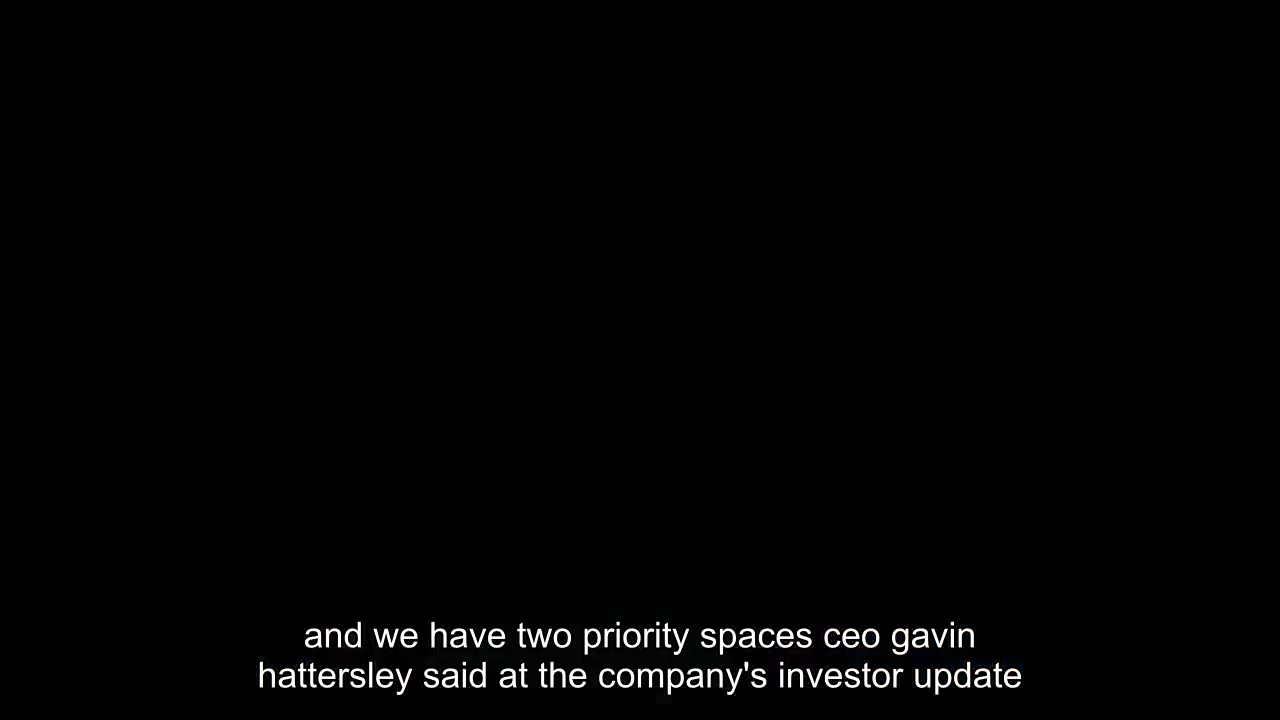 and we have two priority spaces ceo gavin
hattersley said at the company's investor update